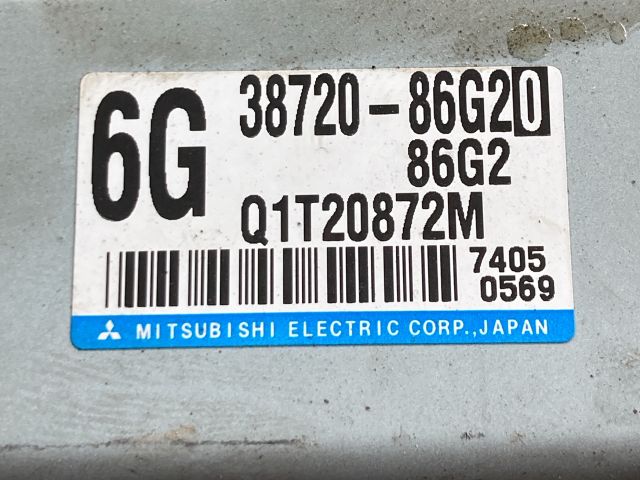 6G
38720-86G20
86G2
Q1T20872M
7405
0569
MITSUBISHI ELECTRIC CORP.,JAPAN